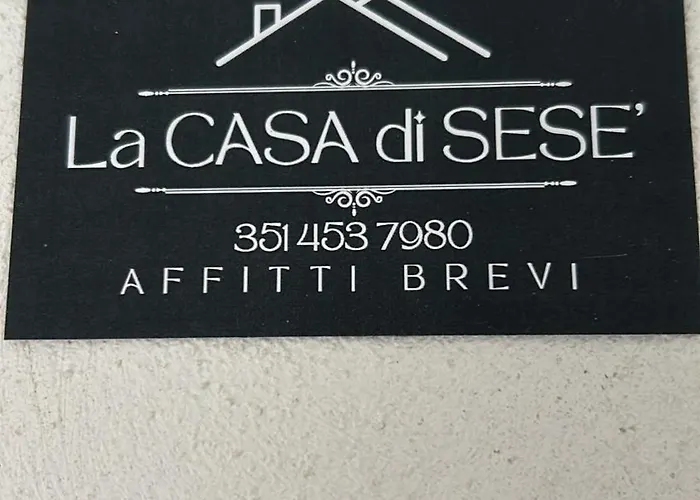 La CASA di SESE'
351 453 7980
AFFITTI BREVI